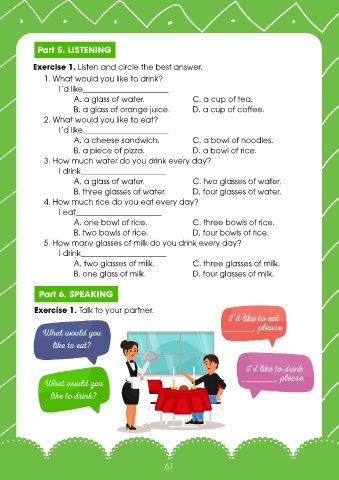 Part 5. LISTENING
Exercise 1. Listen and circle the best answer.
1. What would you like to drink?
I'd like____________________
A. a glass of water. C. a cup of tea.
B. a glass of orange juice. D. a cup of coffee.
2. What would you like to eat?
I'd like____________________
A. a cheese sandwich. C. a bowl of noodles.
B. a piece of pizza. D. a bowl of rice.
3. How much water do you drink every day?
I drink____________________
A. a glass of water. C. two glasses of water.
B. three glasses of water. D. four glasses of water.
4. How much rice do you eat every day?
I eat____________________
A. one bowl of rice. C. three bowls of rice.
B. two bowls of rice. D. four bowls of rice.
5. How many glasses of milk do you drink every day?
I drink____________________
A. two glasses of milk. C. three glasses of milk.
B. one glass of milk. D. four glasses of milk.
Part 6. SPEAKING
Exercise 1. Talk to your partner.
What would you
like to eat?
I'd like to eat
________, please.
What would you
like to drink?
I'd like to drink
________, please.
61